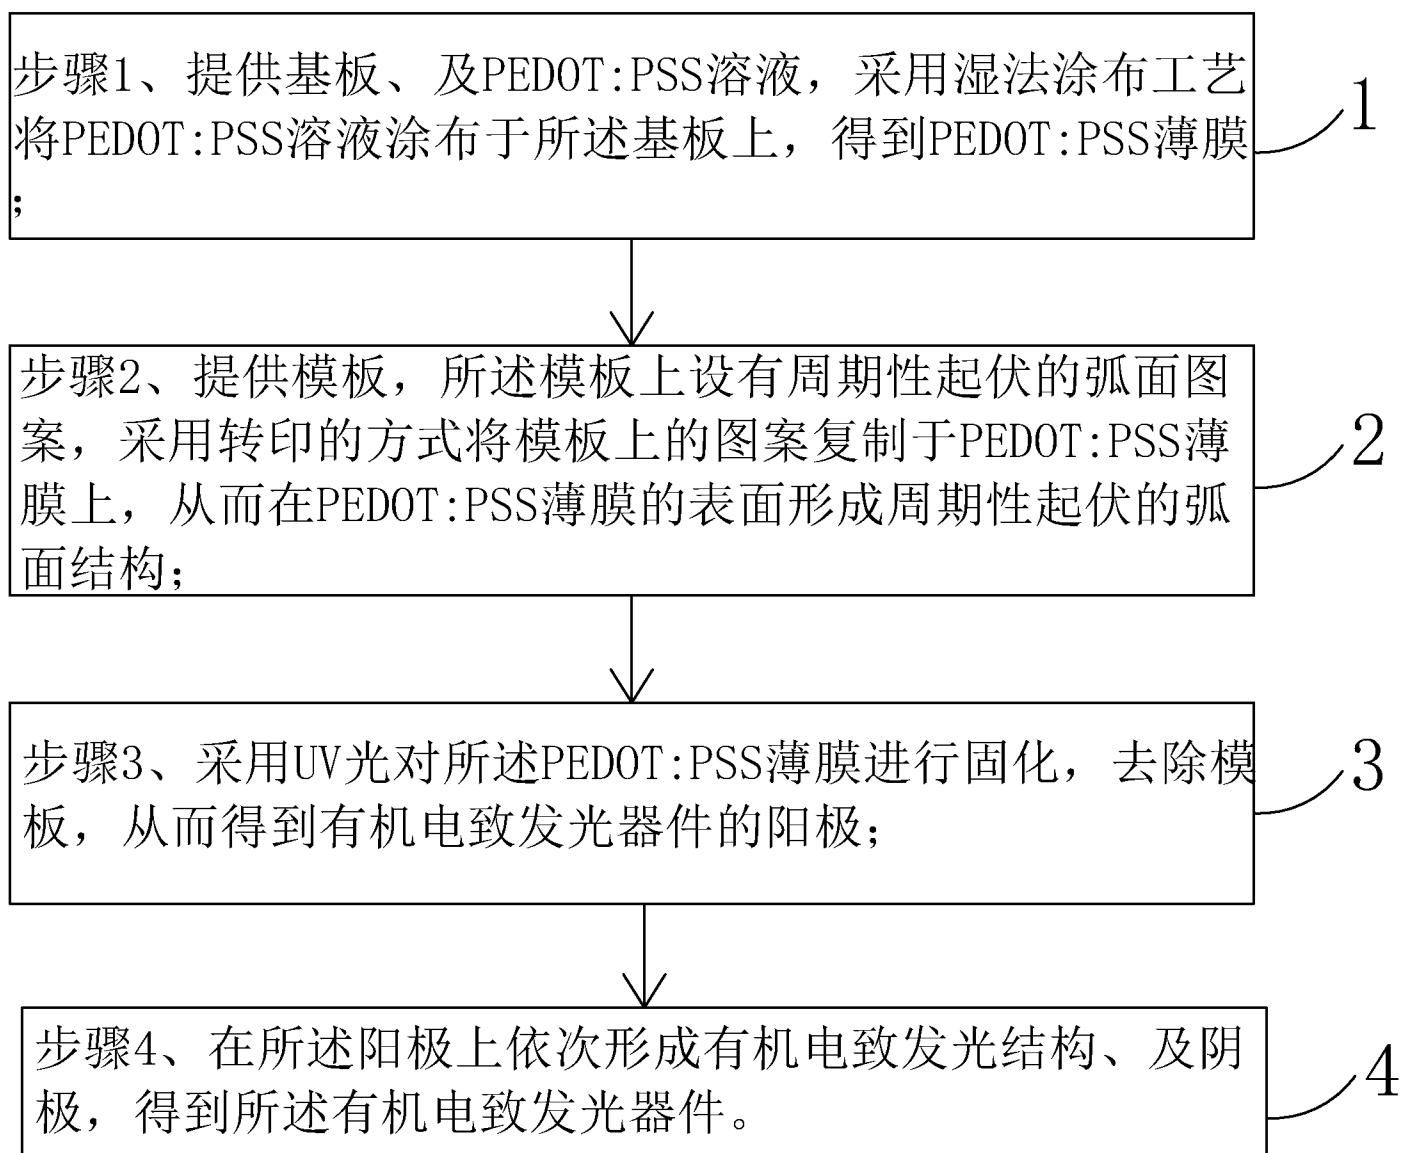 步骤1、提供基板、及PEDOT:PSS溶液，采用湿法涂布工艺
将PEDOT:PSS溶液涂布于所述基板上，得到PEDOT:PSS薄膜
；
1
步骤2、提供模板，所述模板上设有周期性起伏的弧面图
案，采用转印的方式将模板上的图案复制于PEDOT:PSS薄
膜上，从而在PEDOT:PSS薄膜的表面形成周期性起伏的弧
面结构；
2
步骤3、采用UV光对所述PEDOT:PSS薄膜进行固化，去除模
板，从而得到有机电致发光器件的阳极；
3
步骤4、在所述阳极上依次形成有机电致发光结构、及阴
极，得到所述有机电致发光器件。
4